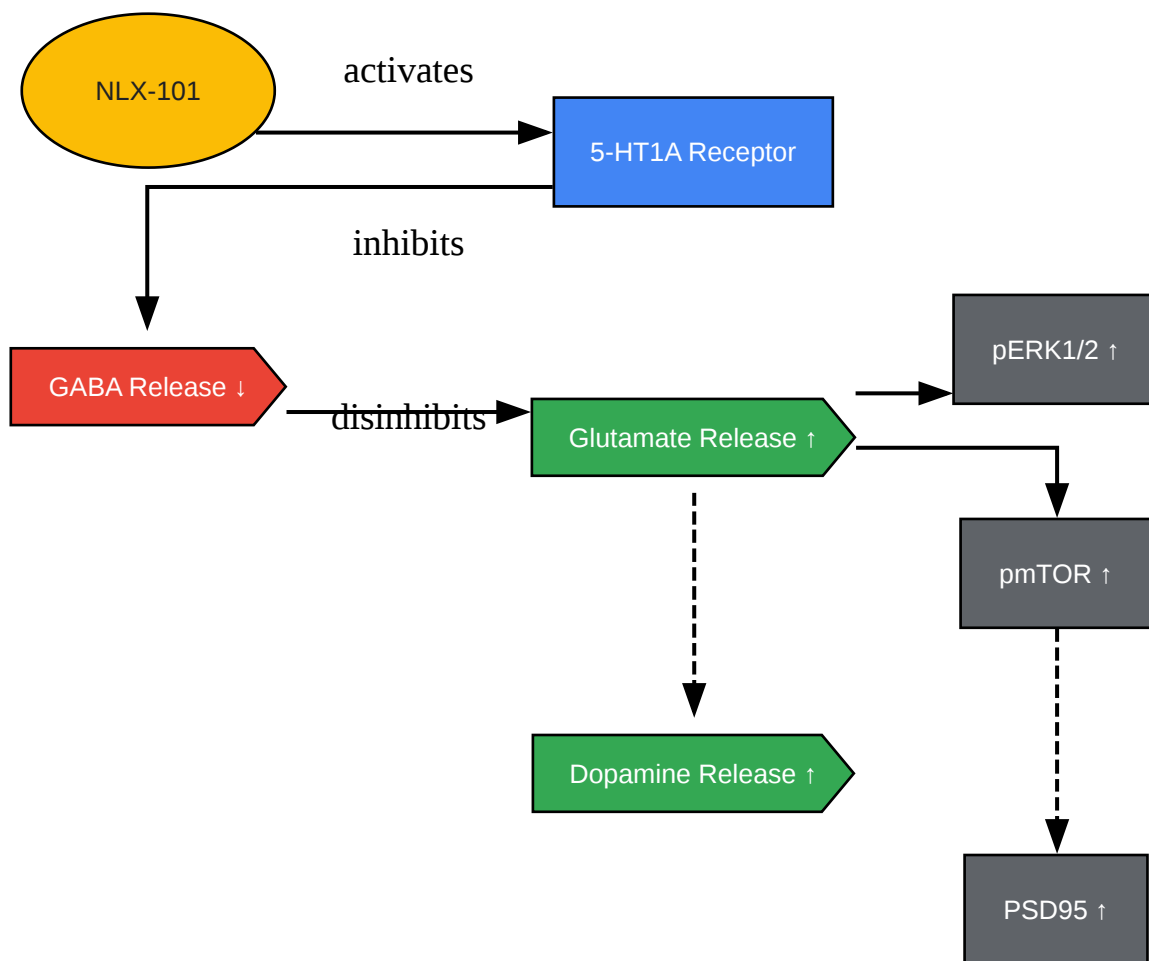 NLX-101
activates
5-HT1A Receptor
inhibits
GABA Release ↓
disinhibits
Glutamate Release ↑
pERK1/2 ↑
pmTOR ↑
Dopamine Release ↑
PSD95 ↑